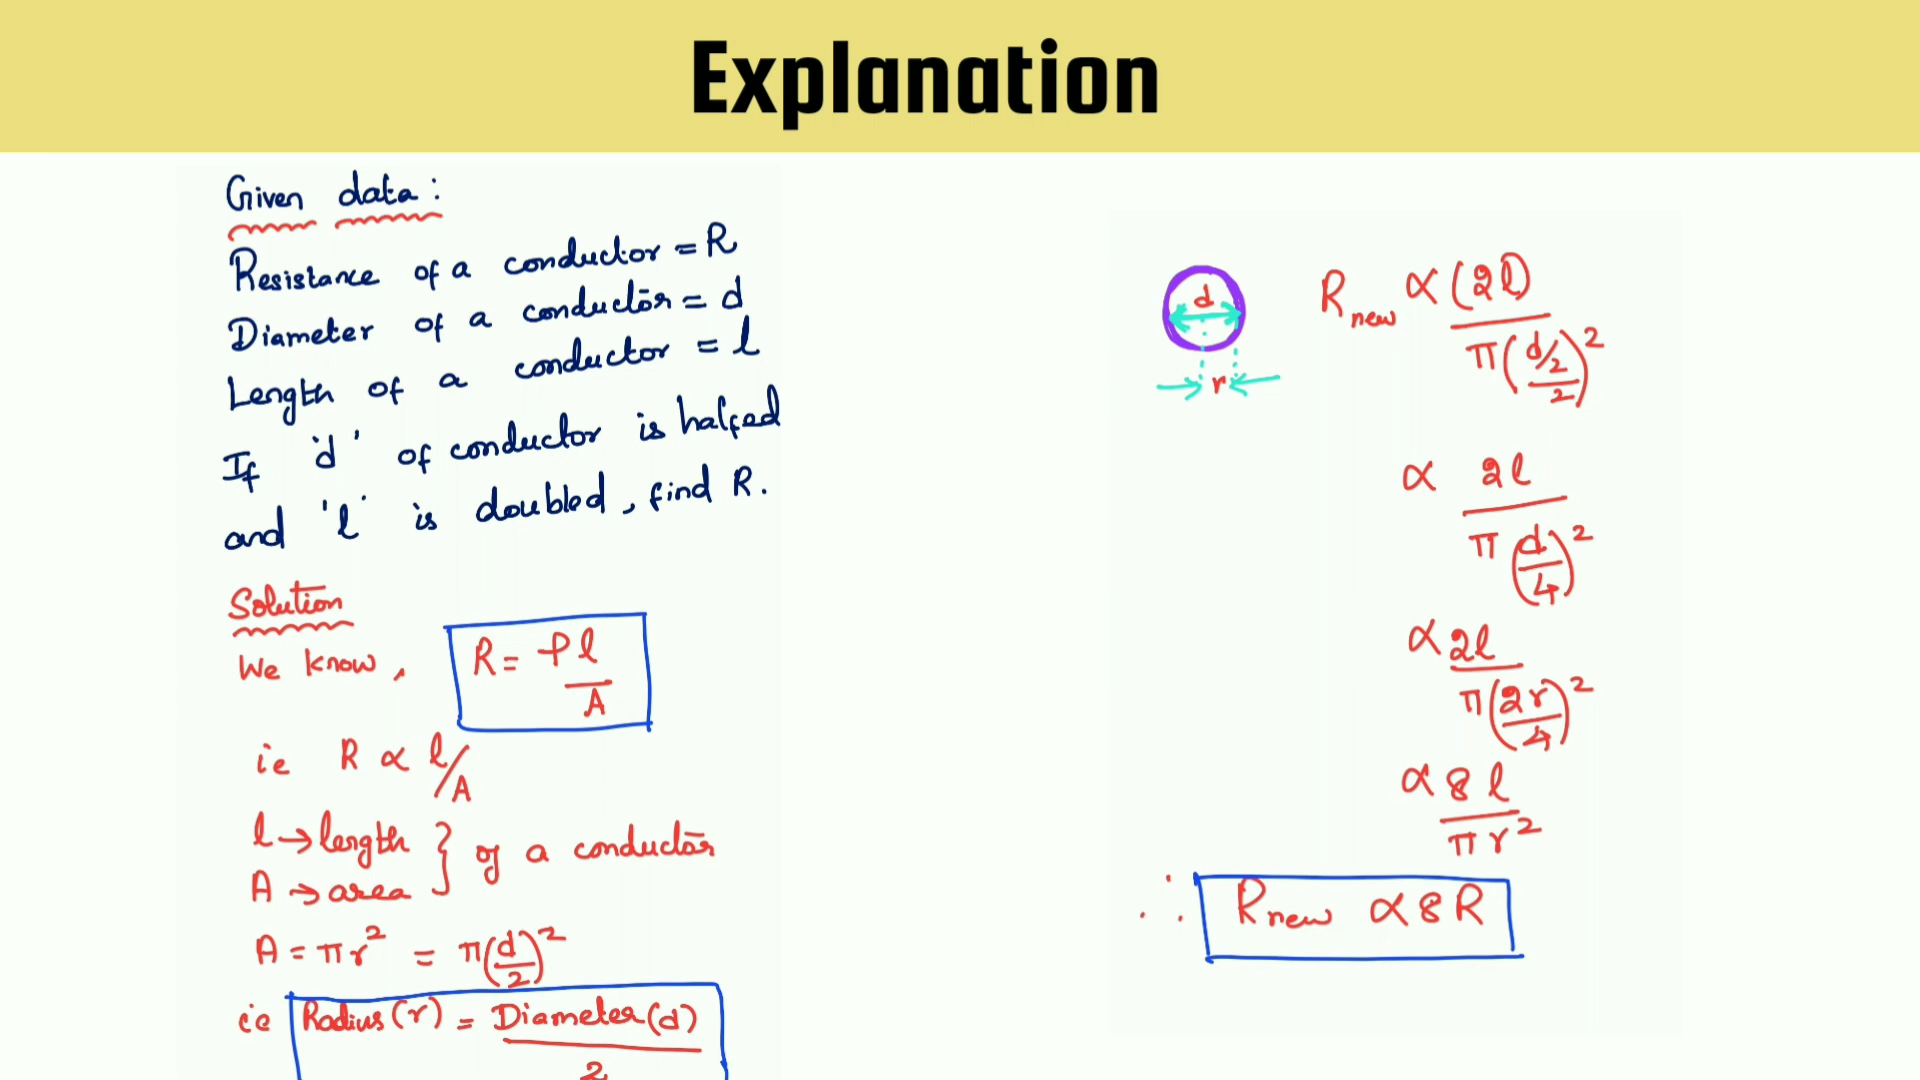 Explanation
Given data:
Resistance of a conductor = R
Diameter of a conductor = d
Length of a conductor = l
If 'd' of conductor is halfed
and 'l' is doubled, find R.
Solution
We know, R = ρl/A
ie R ∝ l/A
l → length } of a conductor
A → area
A = πr² = π(d/2)²
ie Radius(r) = Diameter(d)
2
d
r
Rnew ∝ (2l)/π((d/2)/2)²
∝ 2l/π(d/4)²
∝ 2l/π(2r/4)²
∝ 8l/πr²
∴ Rnew ∝ 8R